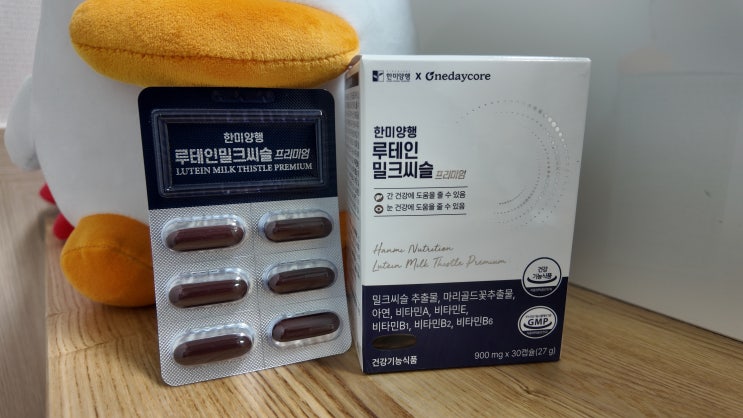 한미양행
루테인밀크씨슬 프리미엄
LUTEIN MILK THISTLE PREMIUM
한미양행 X Onedaycore
한미양행
루테인
밀크씨슬 프리미엄
간 건강에 도움을 줄 수 있음
눈 건강에 도움을 줄 수 있음
Hanmi Nutrition
Lutein Milk Thistle Premium
건강
기능식품
밀크씨슬 추출물, 마리골드꽃추출물,
아연, 비타민A, 비타민E,
비타민B1, 비타민B2, 비타민B6
GMP
건강기능식품
900 mg x 30캡슐(27 g)